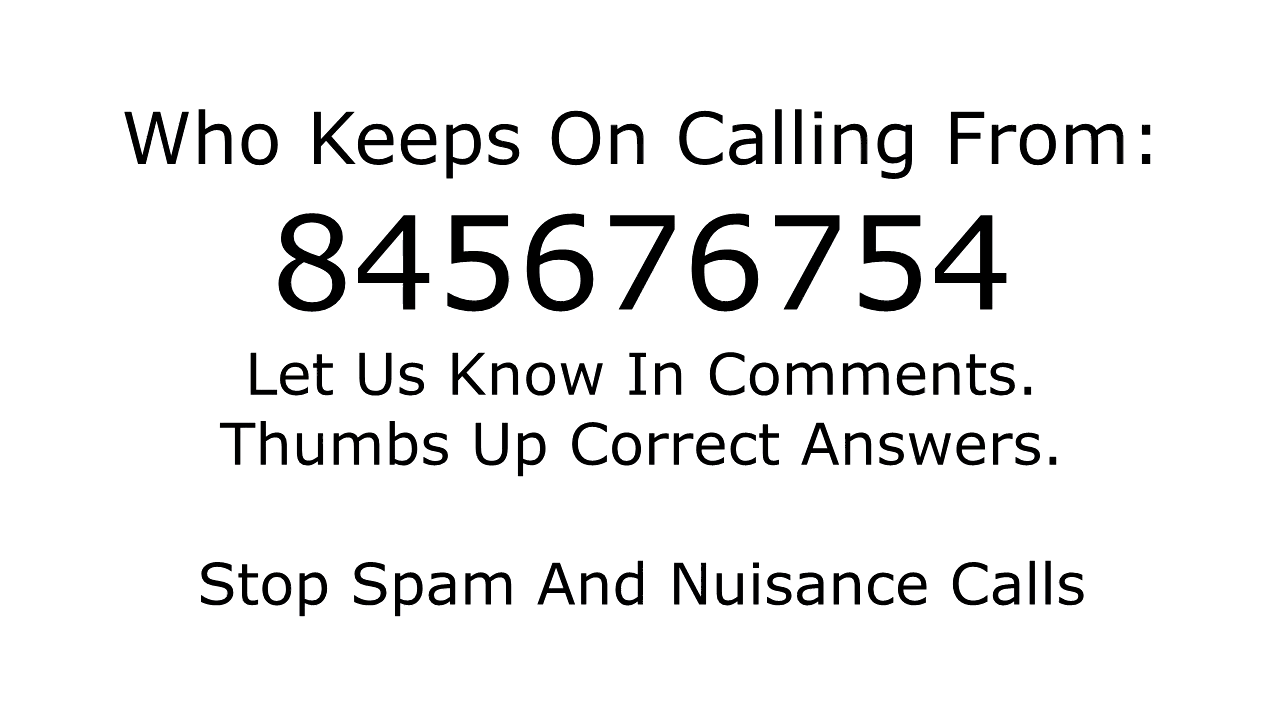 Who Keeps On Calling From:
845676754
Let Us Know In Comments.
Thumbs Up Correct Answers.
Stop Spam And Nuisance Calls